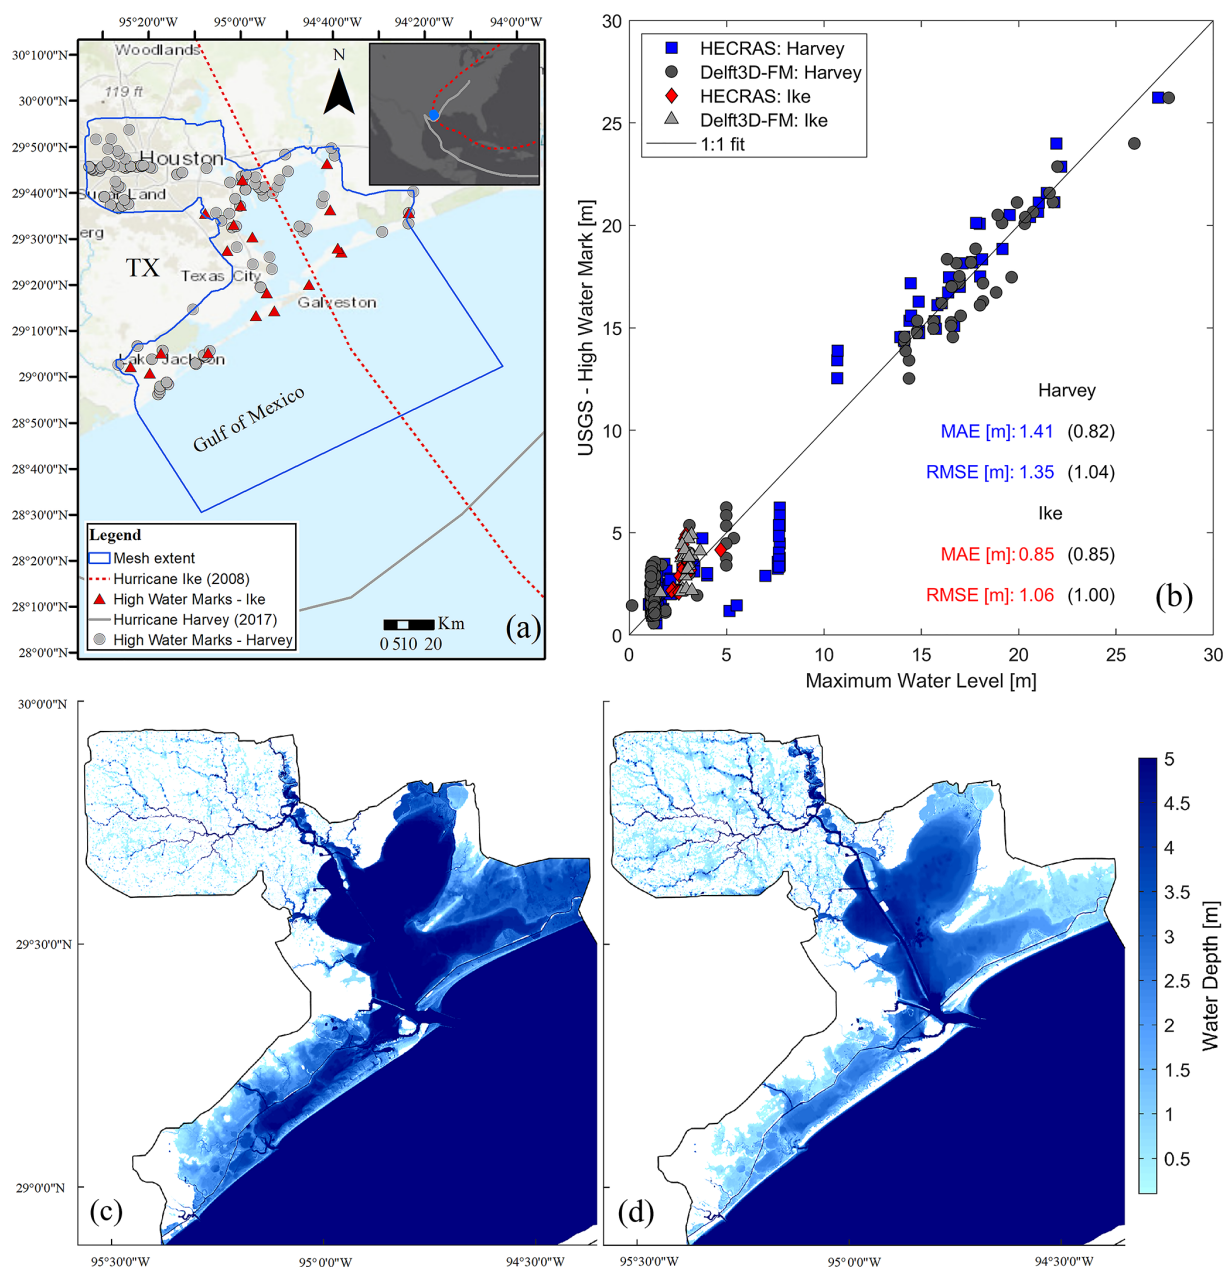 95°20'0"W 95°0'0"W 94°40'0"W 94°20'0"W 94°0'0"W
30°10'0"N
30°0'0"N
29°50'0"N
29°40'0"N
29°30'0"N
29°20'0"N
29°10'0"N
29°0'0"N
28°50'0"N
28°40'0"N
28°30'0"N
28°20'0"N
28°10'0"N
28°0'0"N
Woodlands
119 ft
N
Houston
Sugar Land
erg
TX
Texas City
Galveston
Lake Jackson
Gulf of Mexico
Legend
Mesh extent
Hurricane Ike (2008)
High Water Marks - Ike
Hurricane Harvey (2017)
High Water Marks - Harvey
Km
0 510 20
(a)
USGS - High Water Mark [m]
30
25
20
15
10
5
0
HECRAS: Harvey
Delft3D-FM: Harvey
HECRAS: Ike
Delft3D-FM: Ike
1:1 fit
Harvey
MAE [m]: 1.41 (0.82)
RMSE [m]: 1.35 (1.04)
Ike
MAE [m]: 0.85 (0.85)
RMSE [m]: 1.06 (1.00)
(b)
0 5 10 15 20 25 30
Maximum Water Level [m]
30°0'0"N
29°30'0"N
29°0'0"N
(c)
95°30'0"W 95°0'0"W 94°30'0"W
(d)
95°30'0"W 95°0'0"W 94°30'0"W
5
4.5
4
3.5
3
2.5
2
1.5
1
0.5
Water Depth [m]